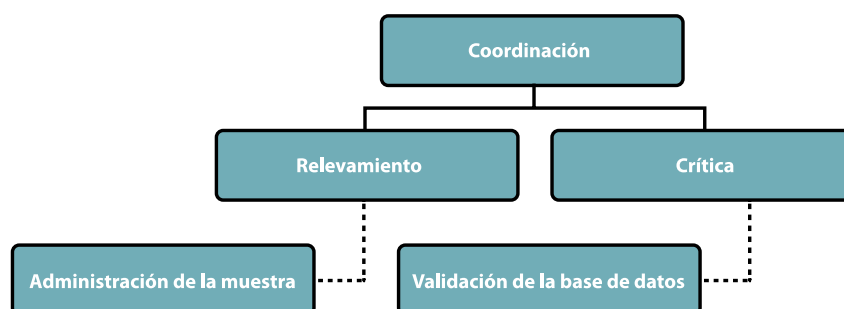 Coordinación
Relevamiento
Crítica
Administración de la muestra
Validación de la base de datos